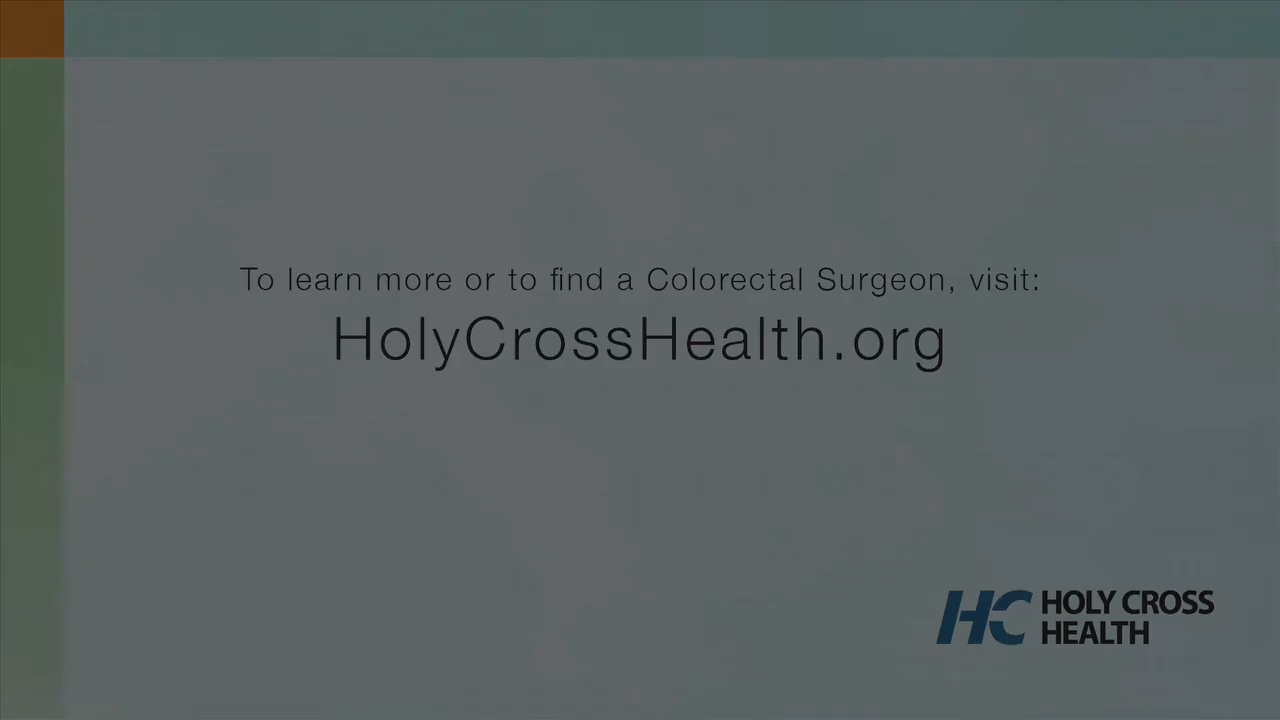 To learn more or to find a Colorectal Surgeon, visit:
HolyCrossHealth.org
HC HOLY CROSS
HEALTH